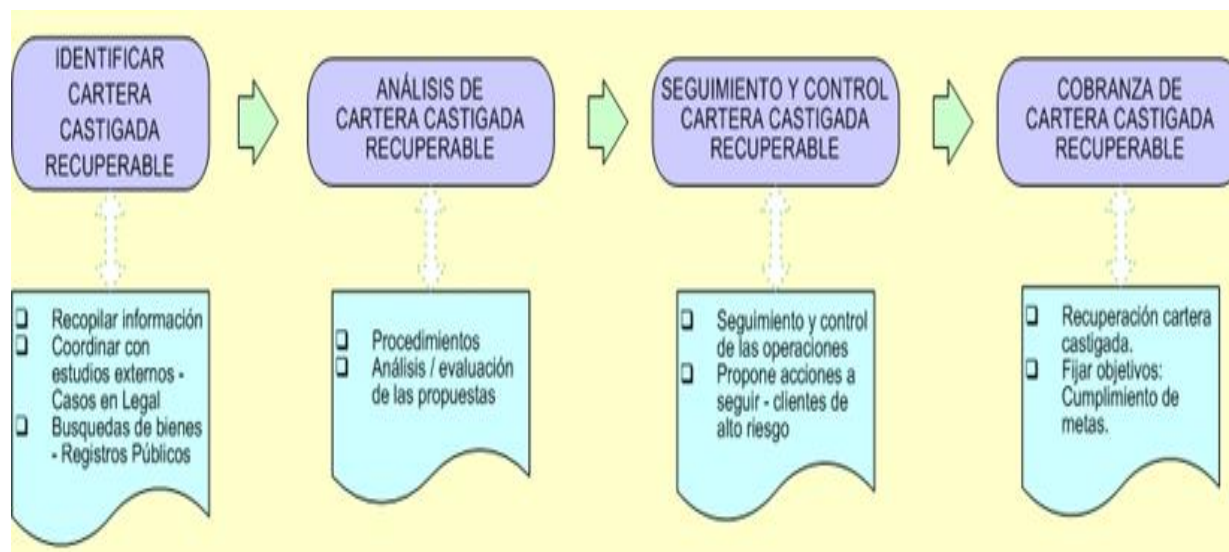 IDENTIFICAR
CARTERA
CASTIGADA
RECUPERABLE
ANÁLISIS DE
CARTERA CASTIGADA
RECUPERABLE
SEGUIMIENTO Y CONTROL
CARTERA CASTIGADA
RECUPERABLE
COBRANZA DE
CARTERA CASTIGADA
RECUPERABLE
Recopilar información
Coordinar con
estudios externos -
Casos en Legal
Busquedas de bienes
- Registros Públicos
Procedimientos
Análisis / evaluación
de las propuestas
Seguimiento y control
de las operaciones
Propone acciones a
seguir - clientes de
alto riesgo
Recuperación cartera
castigada.
Fijar objetivos:
Cumplimiento de
metas.